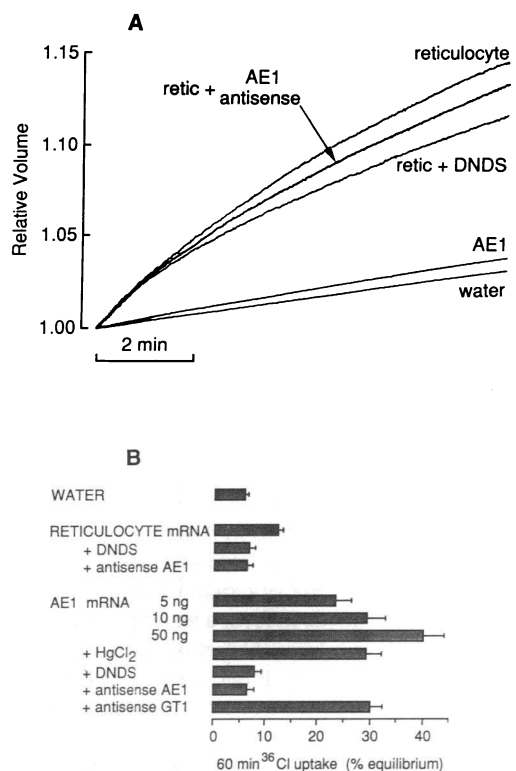 A
1.15
1.10
1.05
1.00
Relative Volume
reticulocyte
AE1
retic + antisense
retic + DNDS
AE1
water
2 min
B
WATER
RETICULOCYTE mRNA
+ DNDS
+ antisense AE1
AE1 mRNA 5 ng
10 ng
50 ng
+ HgCl2
+ DNDS
+ antisense AE1
+ antisense GT1
0 10 20 30 40
60 min 36Cl uptake (% equilibrium)